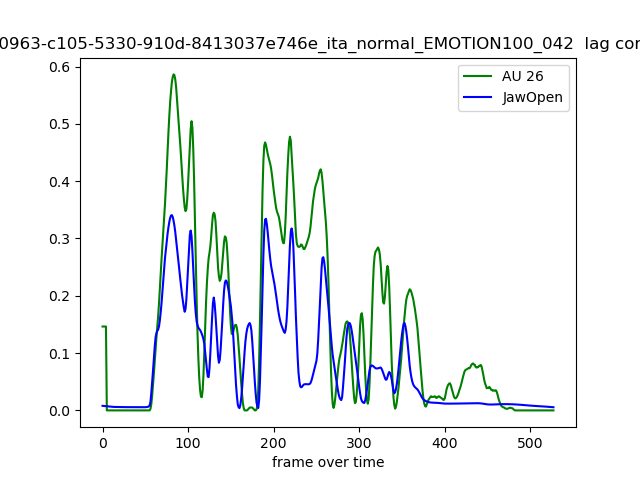 0963-c105-5330-910d-8413037e746e_ita_normal_EMOTION100_042 lag cor
AU 26
JawOpen
0.6
0.5
0.4
0.3
0.2
0.1
0.0
0 100 200 300 400 500
frame over time